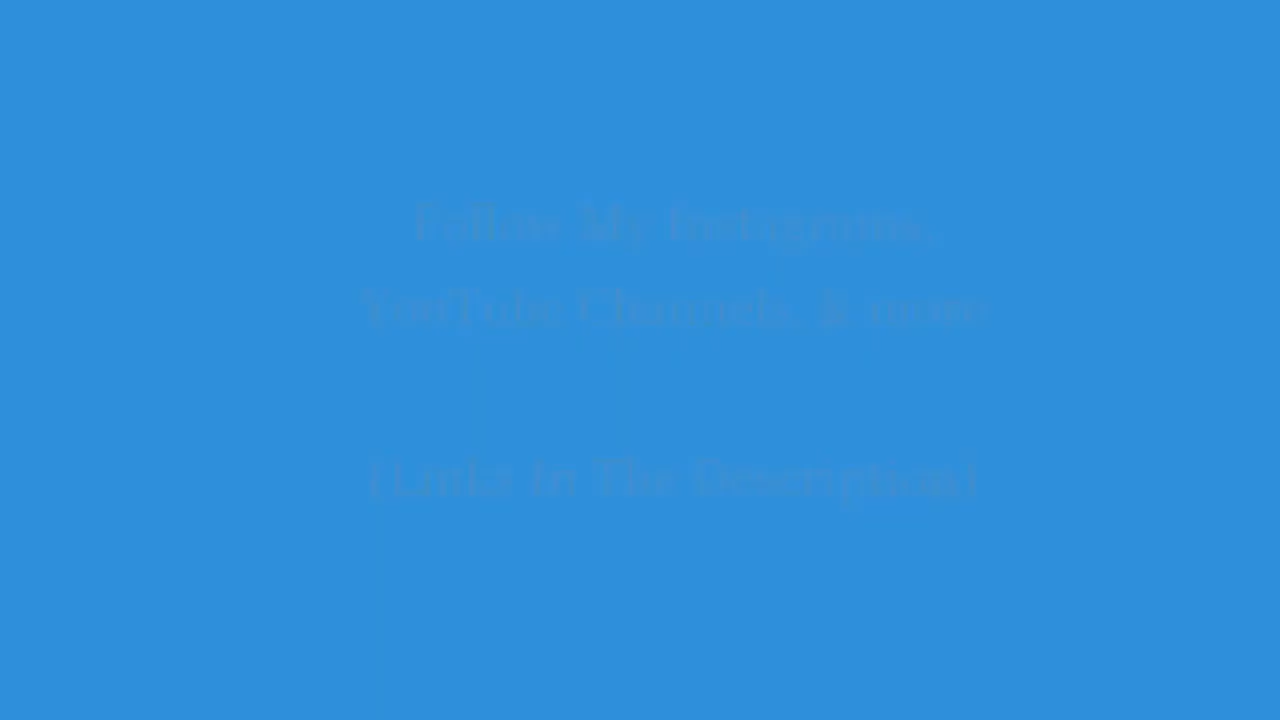 Follow My Instagrams,
YouTube Channels, & more
(Links In The Description)